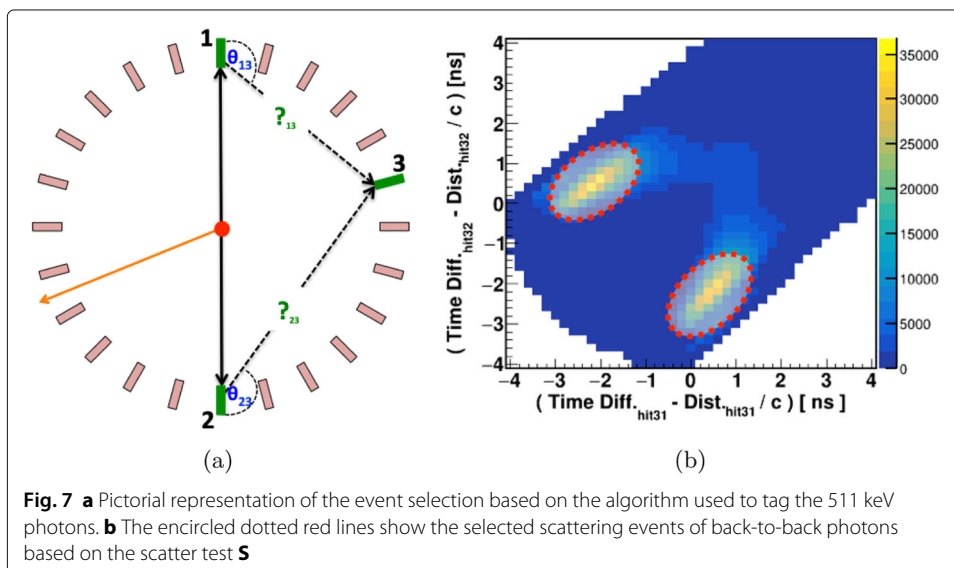 1
θ13
?13
3
?23
θ23
2
(a)
( Time Diff.hit32 - Dist.hit32 / c ) [ ns]
4
3
2
1
0
−1
−2
−3
−4
−4 −3 −2 −1 0 1 2 3 4
( Time Diff.hit31 - Dist.hit31 / c ) [ ns ]
35000
30000
25000
20000
15000
10000
5000
0
(b)
Fig. 7 a Pictorial representation of the event selection based on the algorithm used to tag the 511 keV
photons. b The encircled dotted red lines show the selected scattering events of back-to-back photons
based on the scatter test S